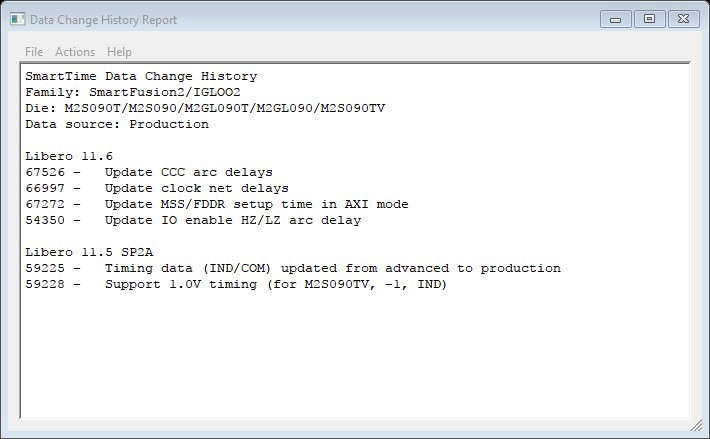 Data Change History Report
File Actions Help
SmartTime Data Change History
Family: SmartFusion2/IGLOO2
Die: M2S090T/M2S090/M2GL090T/M2GL090/M2S090TV
Data source: Production
Libero 11.6
67526 - Update CCC arc delays
66997 - Update clock net delays
67272 - Update MSS/FDDR setup time in AXI mode
54350 - Update IO enable HZ/LZ arc delay
Libero 11.5 SP2A
59225 - Timing data (IND/COM) updated from advanced to production
59228 - Support 1.0V timing (for M2S090TV, -1, IND)